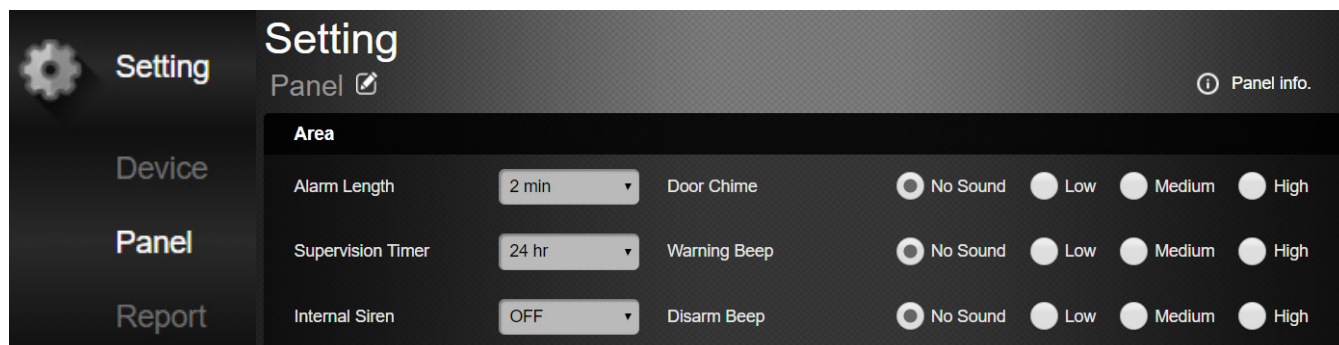 Setting
Device
Panel
Report
Setting
Panel
Panel info.
Area
Alarm Length 2 min Door Chime No Sound Low Medium High
Supervision Timer 24 hr Warning Beep No Sound Low Medium High
Internal Siren OFF Disarm Beep No Sound Low Medium High